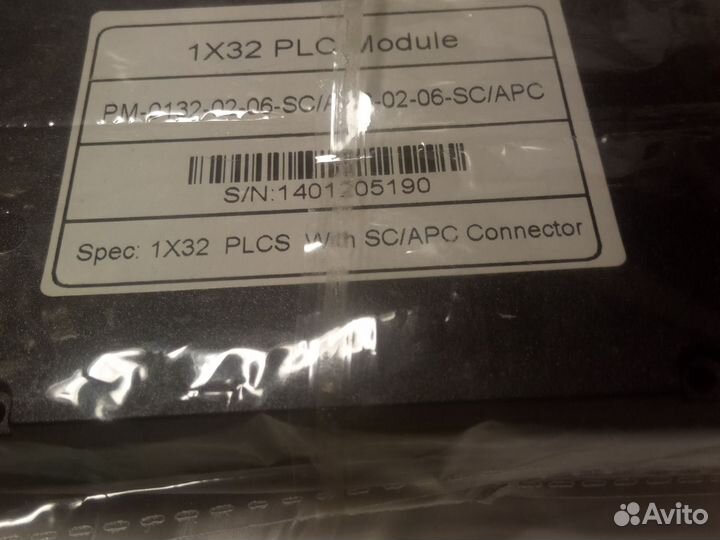 1X32 PLC Module
PM-0132-02-06-SC/ -02-06-SC/APC
S/N:1401205190
Spec: 1X32 PLCS With SC/APC Connector
Avito